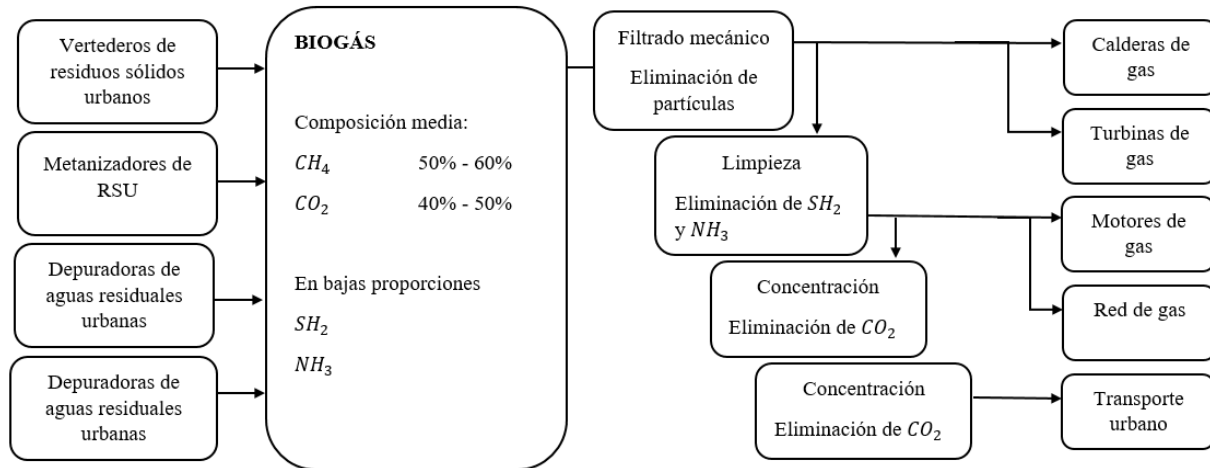 Vertederos de
residuos sólidos
urbanos
Metanizadores de
RSU
Depuradoras de
aguas residuales
urbanas
Depuradoras de
aguas residuales
urbanas
BIOGÁS
Composición media:
CH₄ 50% - 60%
CO₂ 40% - 50%
En bajas proporciones
SH₂
NH₃
Filtrado mecánico
Eliminación de
partículas
Limpieza
Eliminación de SH₂
y NH₃
Concentración
Eliminación de CO₂
Concentración
Eliminación de CO₂
Calderas de
gas
Turbinas de
gas
Motores de
gas
Red de gas
Transporte
urbano